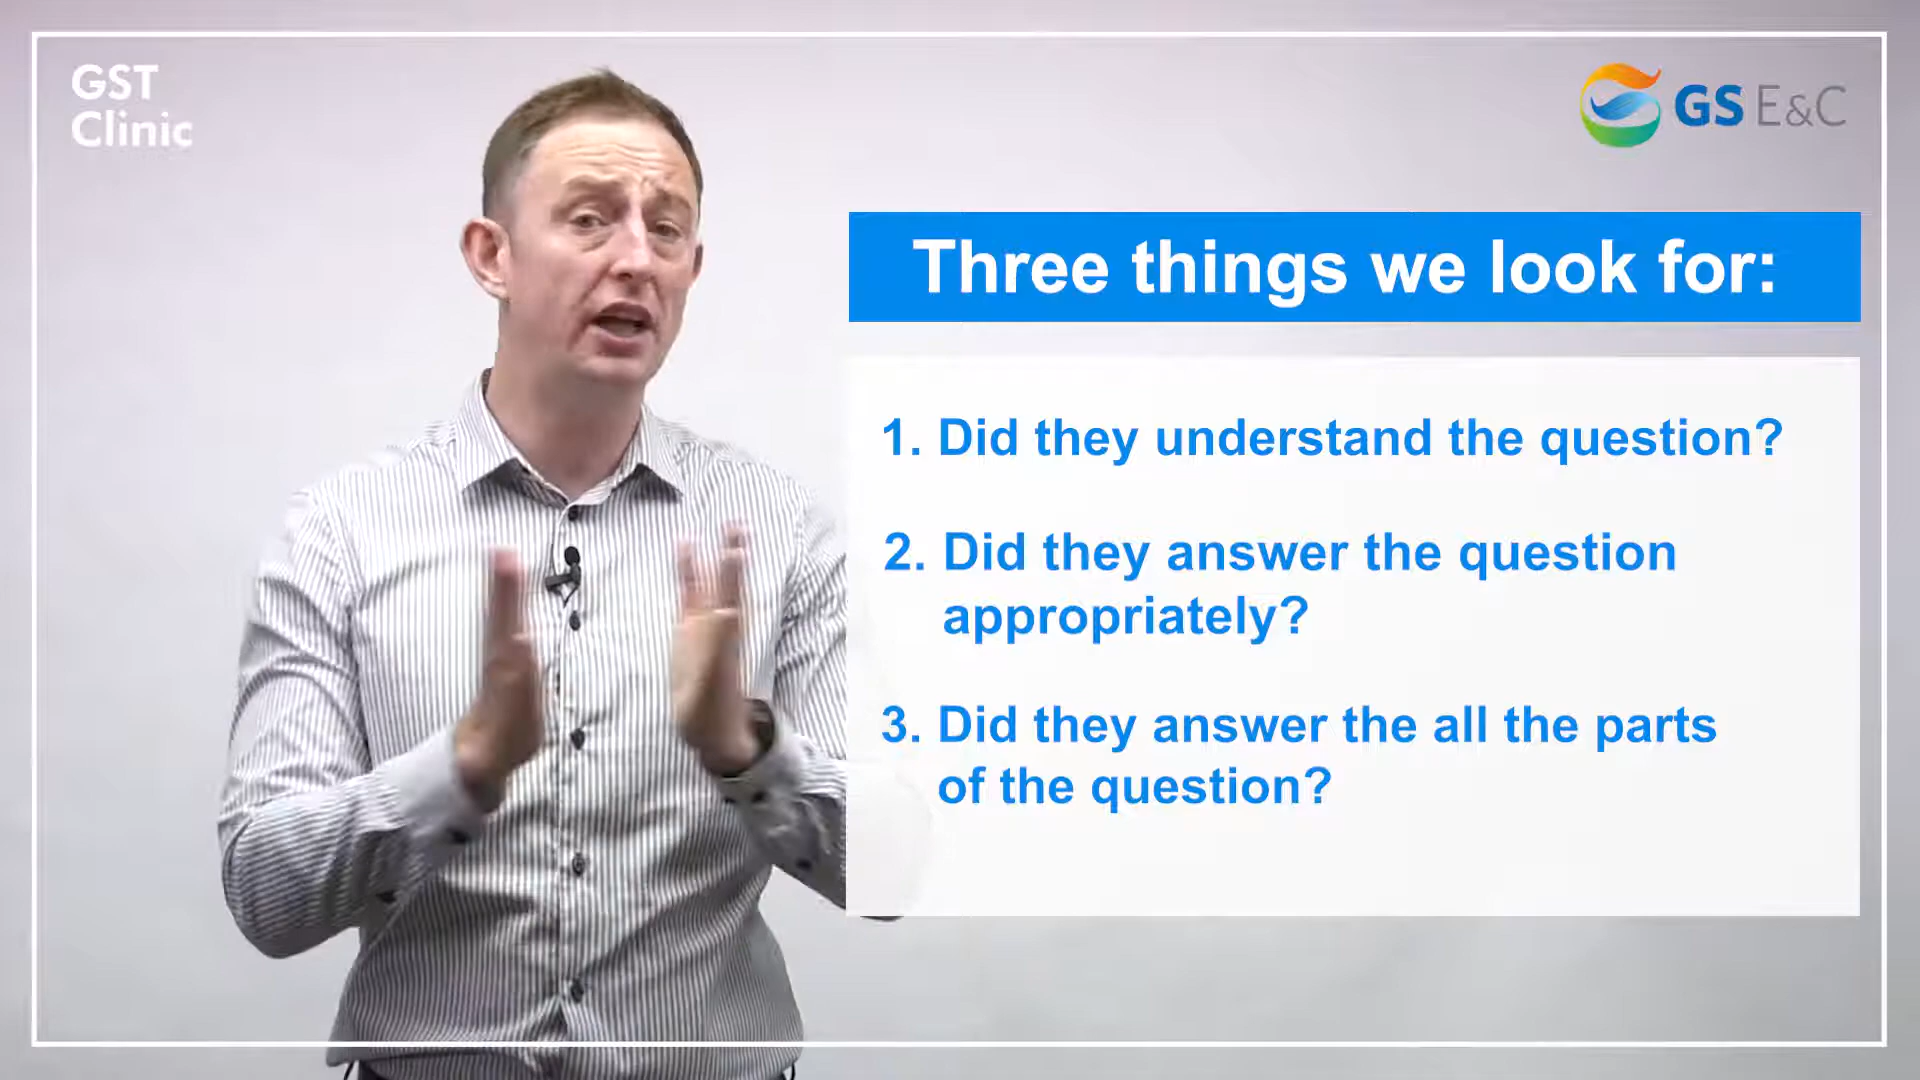 GST
Clinic
GS E&C
Three things we look for:
1. Did they understand the question?
2. Did they answer the question
appropriately?
3. Did they answer the all the parts
of the question?